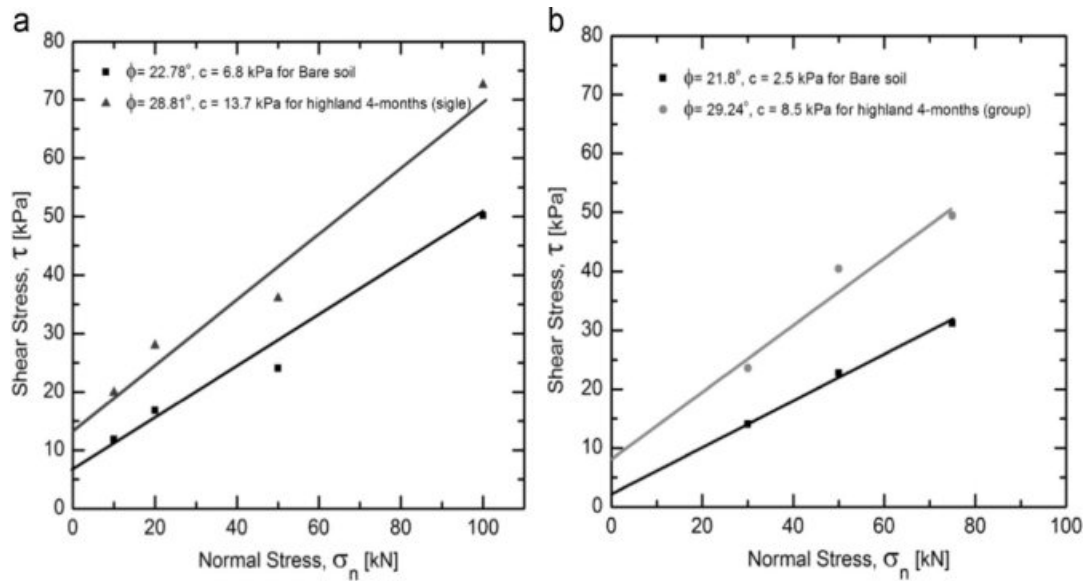 a
80
70
60
50
40
30
20
10
0
Shear Stress, τ [kPa]
ϕ= 22.78°, c = 6.8 kPa for Bare soil
ϕ= 28.81°, c = 13.7 kPa for highland 4-months (sigle)
0 20 40 60 80 100
Normal Stress, σn [kN]
b
80
70
60
50
40
30
20
10
0
Shear Stress, τ [kPa]
ϕ= 21.8°, c = 2.5 kPa for Bare soil
ϕ= 29.24°, c = 8.5 kPa for highland 4-months (group)
0 20 40 60 80 100
Normal Stress, σn [kN]